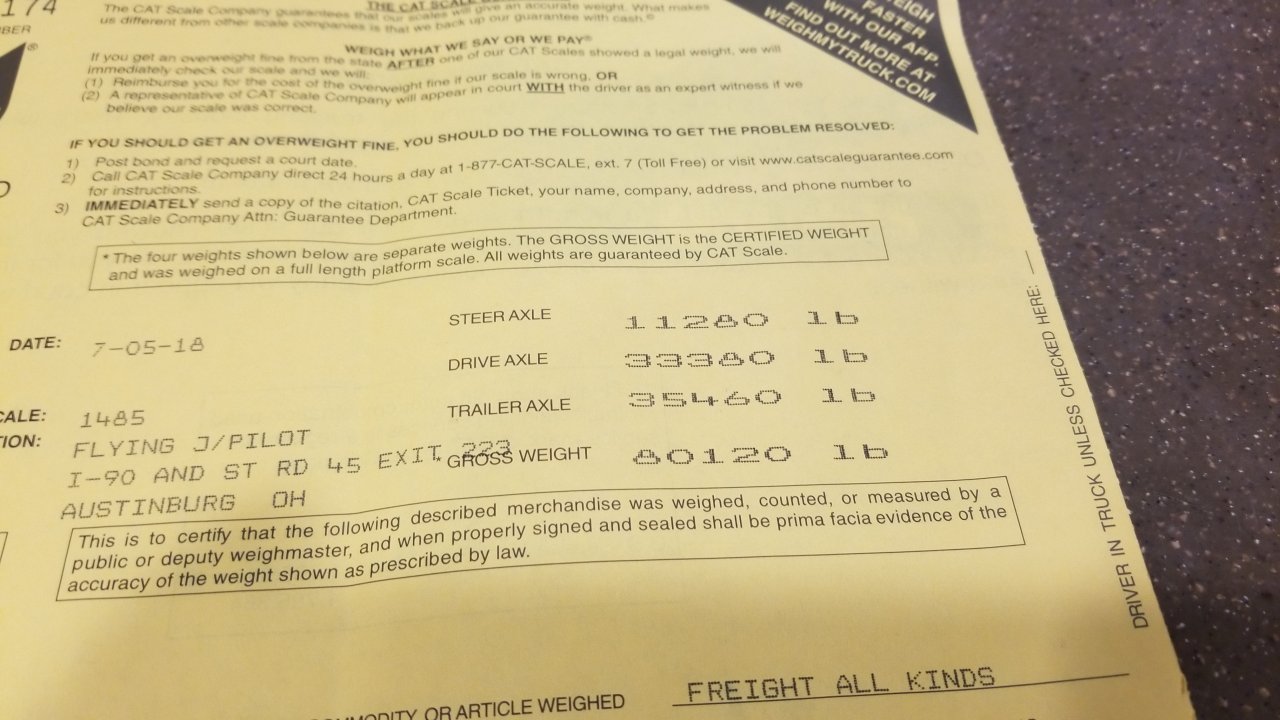 174
BER
THE CAT SCALE
The CAT Scale Company guarantees that our scales will give an accurate weight. What makes
us different from other scale companies is that we back up our guarantee with cash.®
WEIGH WHAT WE SAY OR WE PAY®
If you get an overweight fine from the state AFTER one of our CAT Scales showed a legal weight, we will
immediately check our scale and we will:
(1) Reimburse you for the cost of the overweight fine if our scale is wrong, OR
(2) A representative of CAT Scale Company will appear in court WITH the driver as an expert witness if we
believe our scale was correct.
EIGH
FASTER
WITH OUR APP.
FIND OUT MORE AT
WEIGHMYTRUCK.COM
®
IF YOU SHOULD GET AN OVERWEIGHT FINE, YOU SHOULD DO THE FOLLOWING TO GET THE PROBLEM RESOLVED:
1) Post bond and request a court date.
2) Call CAT Scale Company direct 24 hours a day at 1-877-CAT-SCALE, ext. 7 (Toll Free) or visit www.catscaleguarantee.com
for instructions.
3) IMMEDIATELY send a copy of the citation, CAT Scale Ticket, your name, company, address, and phone number to
CAT Scale Company Attn: Guarantee Department.
* The four weights shown below are separate weights. The GROSS WEIGHT is the CERTIFIED WEIGHT
and was weighed on a full length platform scale. All weights are guaranteed by CAT Scale.
STEER AXLE 11280 lb
DATE: 7-05-18
DRIVE AXLE 33380 lb
TRAILER AXLE 35460 lb
CALE: 1485
TION: FLYING J/PILOT
I-90 AND ST RD 45 EXIT 223
* GROSS WEIGHT 80120 lb
AUSTINBURG OH
This is to certify that the following described merchandise was weighed, counted, or measured by a
public or deputy weighmaster, and when properly signed and sealed shall be prima facia evidence of the
accuracy of the weight shown as prescribed by law.
DRIVER IN TRUCK UNLESS CHECKED HERE:
OMMODITY OR ARTICLE WEIGHED FREIGHT ALL KINDS